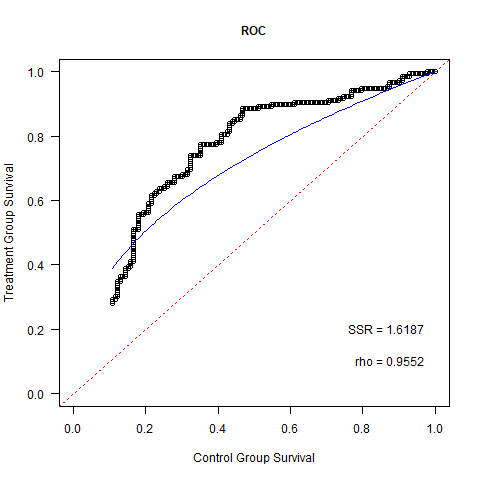 ROC
Treatment Group Survival
1.0
0.8
0.6
0.4
0.2
0.0
SSR = 1.6187
rho = 0.9552
0.0 0.2 0.4 0.6 0.8 1.0
Control Group Survival